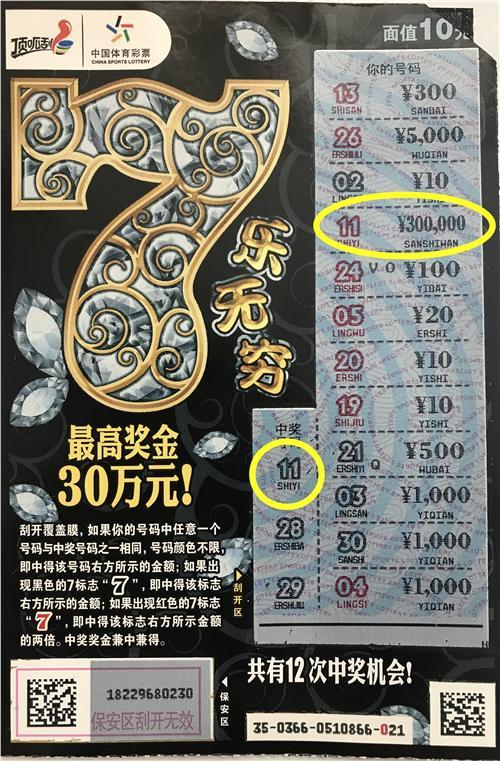 顶呱刮
中国体育彩票
CHINA SPORTS LOTTERY
面值10元
7
乐无穷
最高奖金
30万元!
刮开覆盖膜,如果你的号码中任意一个
号码与中奖号码之一相同,号码颜色不限,
即中得该号码右方所示的金额;如果出
现黑色的7标志“7”,即中得该标志
右方所示的金额;如果出现红色的7标志
“7”,即中得该标志右方所示金额
的两倍。中奖奖金兼中兼得。
刮开区
你的号码
13 ¥300
SHISAN SANBAI
26 ¥5,000
ERSHILIU WUQIAN
02 ¥10
11 ¥300,000
SHIYI SANSHIWAN
24 V O ¥100
ERSHISI YIBAI
05 ¥20
LINGWU ERSHI
20 ¥10
ERSHI YISHI
19 ¥10
SHIJIU YISHI
21 Q ¥500
ERSHIYI WUBAI
03 ¥1,000
LINGSAN YIQIAN
30 ¥1,000
SANSHI YIQIAN
04 ¥1,000
LINGSI YIQIAN
中奖
11
SHIYI
28
ERSHIBA
29
ERSHIJIU
共有12次中奖机会!
18229680230
保安区刮开无效
保安区
35-0366-0510866-021